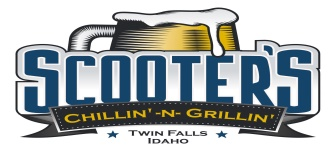 SCOOTER'S
CHILLIN' -N- GRILLIN'
TWIN FALLS
IDAHO